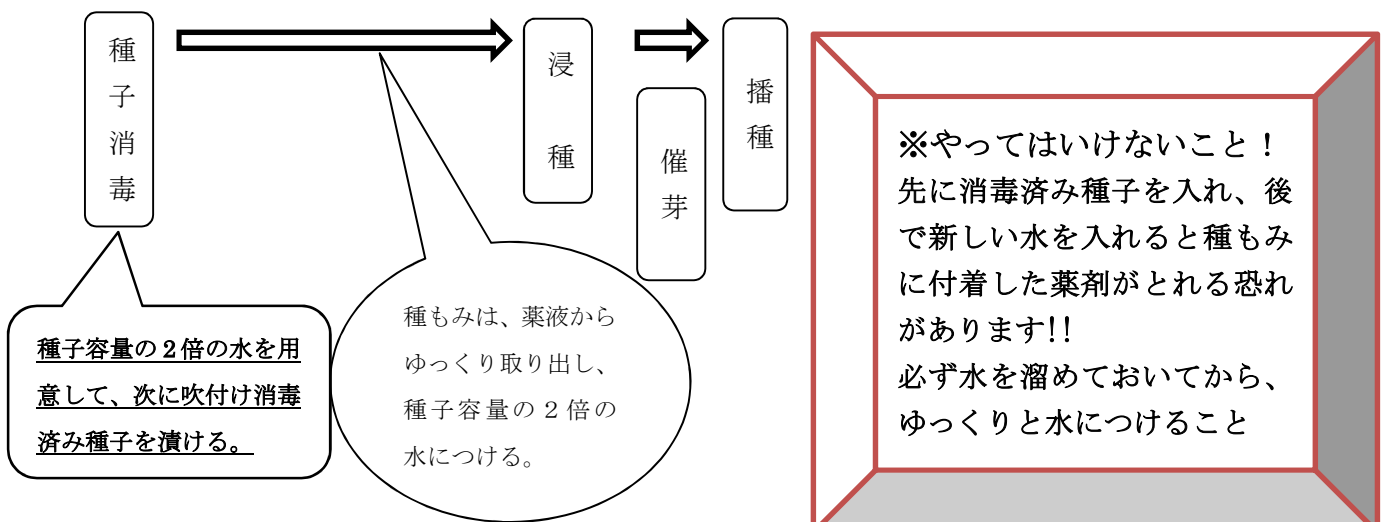 種子消毒
浸種
催芽
播種
種子容量の2倍の水を用
意して、次に吹付け消毒
済み種子を漬ける。
種もみは、薬液から
ゆっくり取り出し、
種子容量の2倍の
水につける。
※やってはいけないこと！
先に消毒済み種子を入れ、後
で新しい水を入れると種もみ
に付着した薬剤がとれる恐れ
があります!!
必ず水を溜めておいてから、
ゆっくりと水につけること